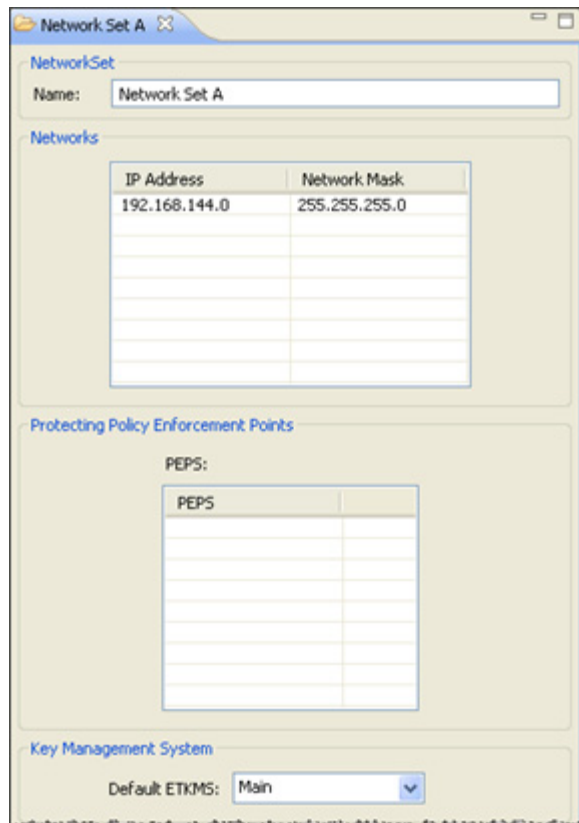 Network Set A
NetworkSet
Name: Network Set A
Networks
IP Address Network Mask
192.168.144.0 255.255.255.0
Protecting Policy Enforcement Points
PEPS:
PEPS
Key Management System
Default ETKMS: Main